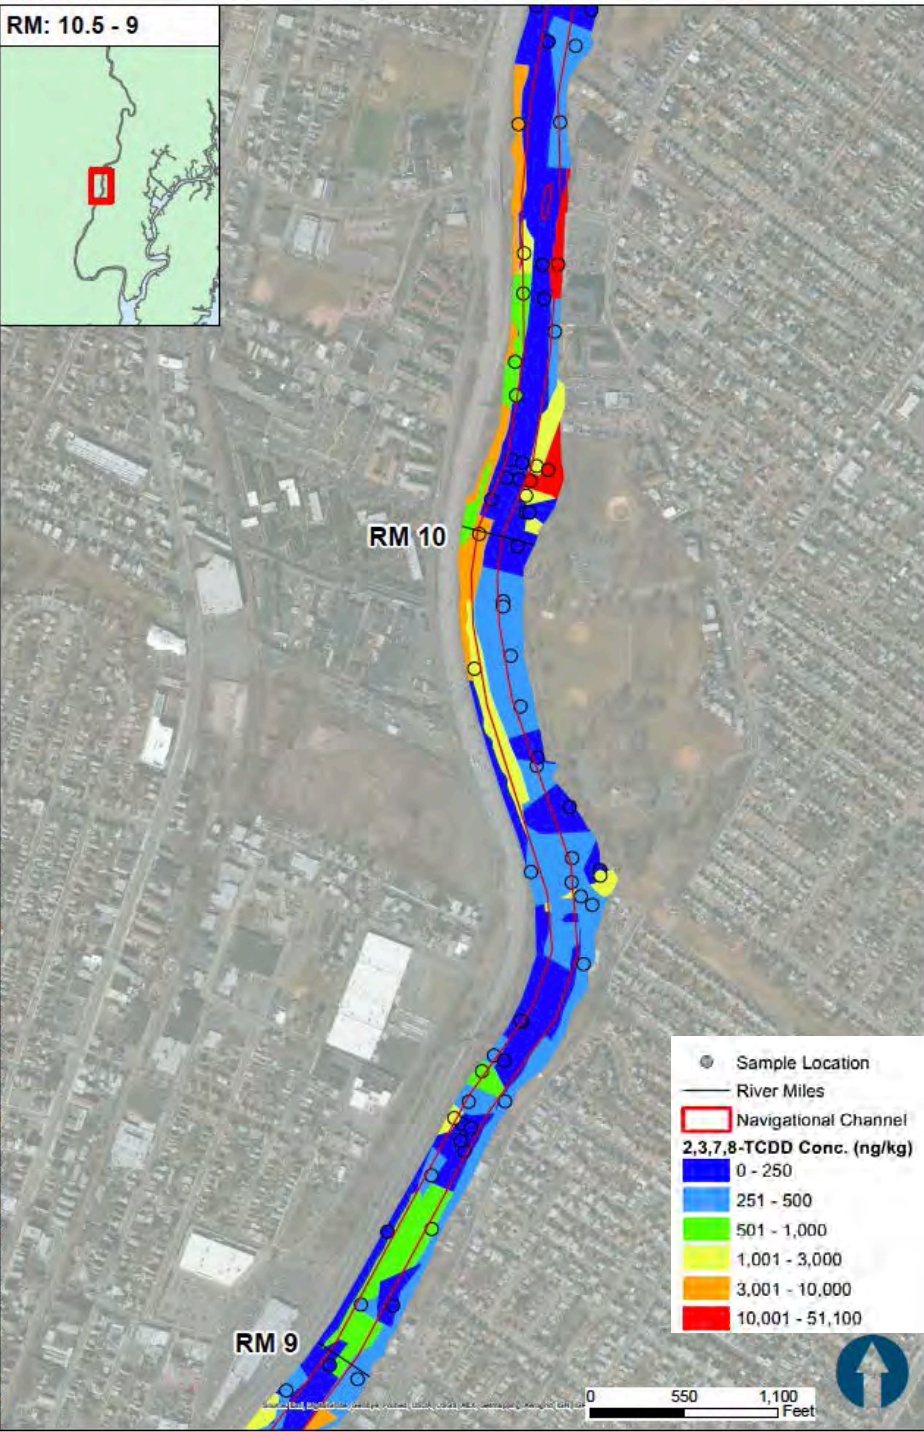 RM: 10.5 - 9
RM 10
Sample Location
River Miles
Navigational Channel
2,3,7,8-TCDD Conc. (ng/kg)
0 - 250
251 - 500
501 - 1,000
1,001 - 3,000
3,001 - 10,000
10,001 - 51,100
RM 9
0 550 1,100
Feet